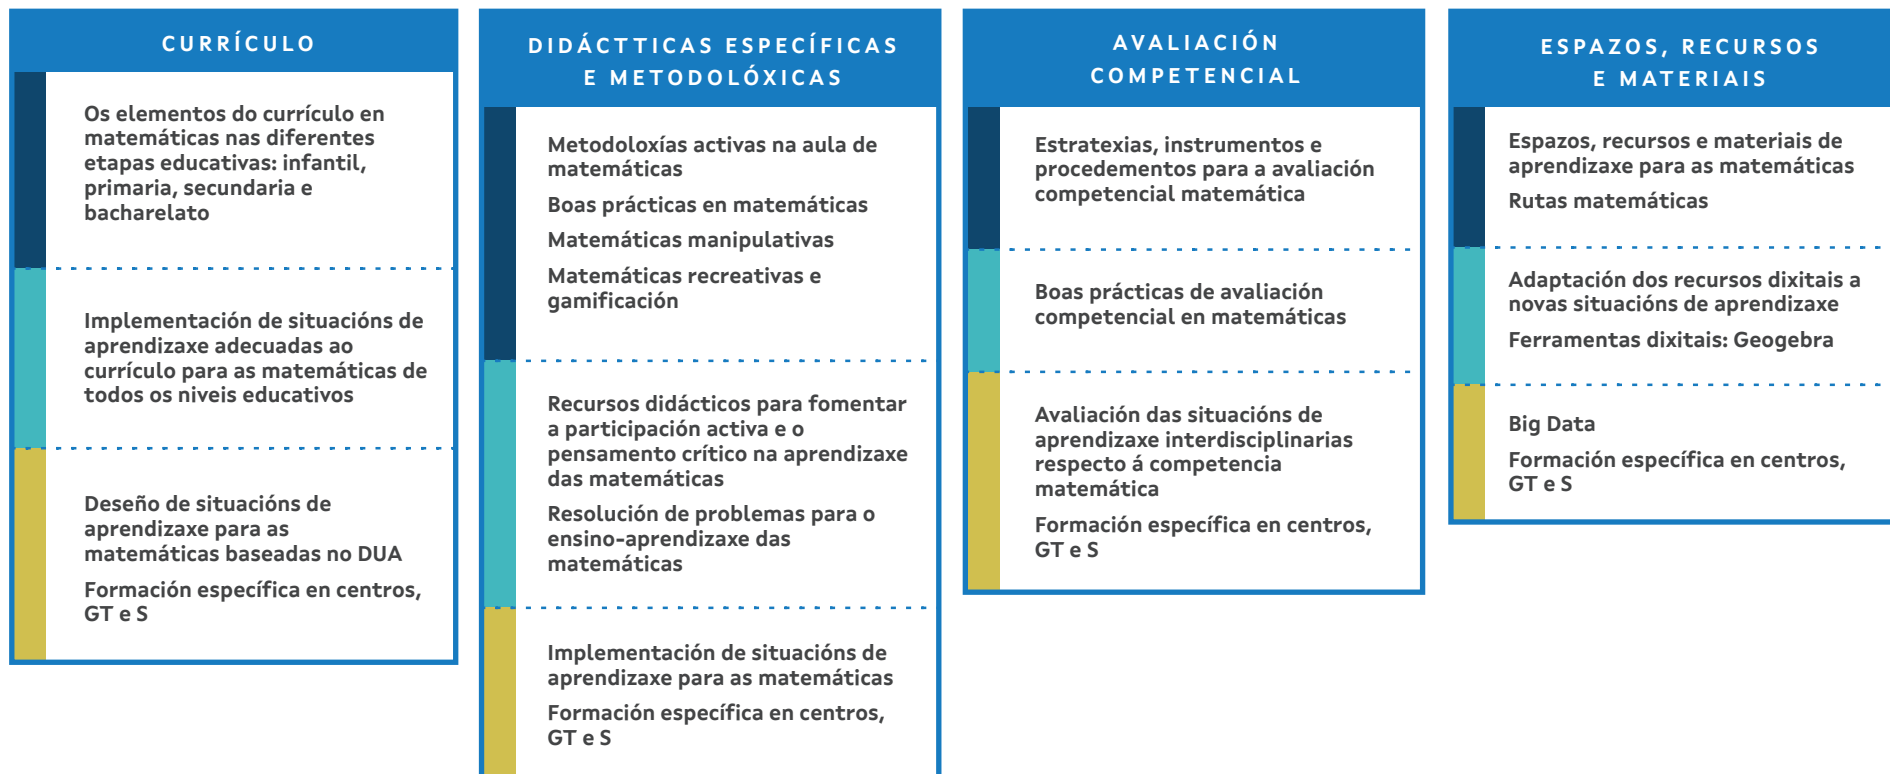 CURRÍCULO
Os elementos do currículo en
matemáticas nas diferentes
etapas educativas: infantil,
primaria, secundaria e
bacharelato
Implementación de situacións de
aprendizaxe adecuadas ao
currículo para as matemáticas de
todos os niveis educativos
Deseño de situacións de
aprendizaxe para as
matemáticas baseadas no DUA
Formación específica en centros,
GT e S
DIDÁCTTICAS ESPECÍFICAS
E METODOLÓXICAS
Metodoloxías activas na aula de
matemáticas
Boas prácticas en matemáticas
Matemáticas manipulativas
Matemáticas recreativas e
gamificación
Recursos didácticos para fomentar
a participación activa e o
pensamento crítico na aprendizaxe
das matemáticas
Resolución de problemas para o
ensino-aprendizaxe das
matemáticas
Implementación de situacións de
aprendizaxe para as matemáticas
Formación específica en centros,
GT e S
AVALIACIÓN
COMPETENCIAL
Estratexias, instrumentos e
procedementos para a avaliación
competencial matemática
Boas prácticas de avaliación
competencial en matemáticas
Avaliación das situacións de
aprendizaxe interdisciplinarias
respecto á competencia
matemática
Formación específica en centros,
GT e S
ESPAZOS, RECURSOS
E MATERIAIS
Espazos, recursos e materiais de
aprendizaxe para as matemáticas
Rutas matemáticas
Adaptación dos recursos dixitais a
novas situacións de aprendizaxe
Ferramentas dixitais: Geogebra
Big Data
Formación específica en centros,
GT e S